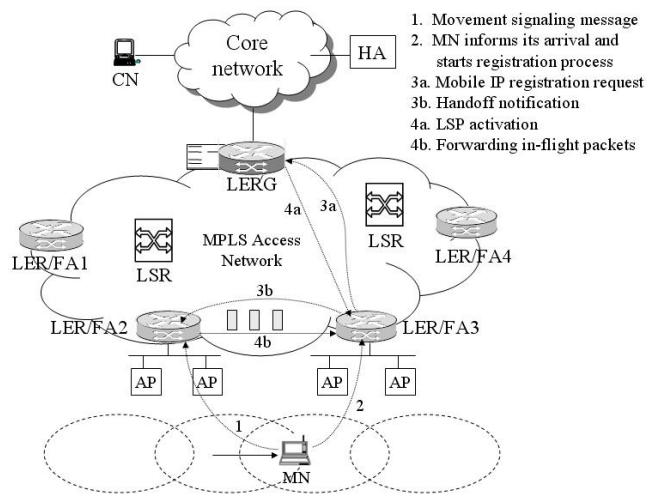 Core
network
CN
HA
1. Movement signaling message
2. MN informs its arrival and
starts registration process
3a. Mobile IP registration request
3b. Handoff notification
4a. LSP activation
4b. Forwarding in-flight packets
LERG
4a
3a
LER/FA1
LSR
MPLS Access
Network
LSR
LER/FA4
3b
LER/FA2
LER/FA3
4b
AP
AP
AP
AP
1
2
MN